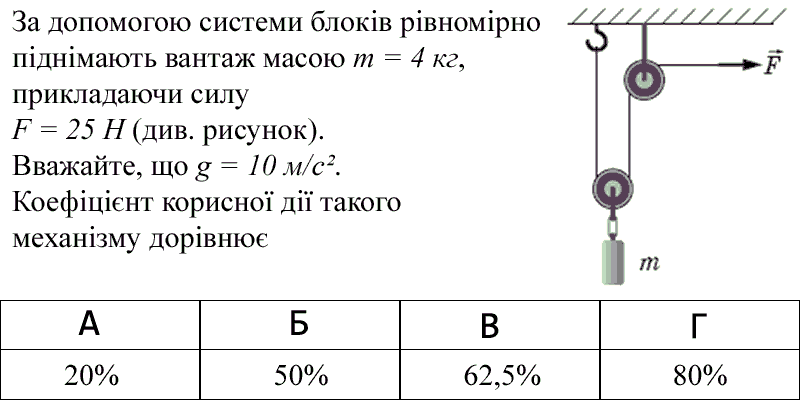 За допомогою системи блоків рівномірно
піднімають вантаж масою m = 4 кг,
прикладаючи силу
F = 25 Н (див. рисунок).
Вважайте, що g = 10 м/с².
Коефіцієнт корисної дії такого
механізму дорівнює
F
m
А Б В Г
20% 50% 62,5% 80%